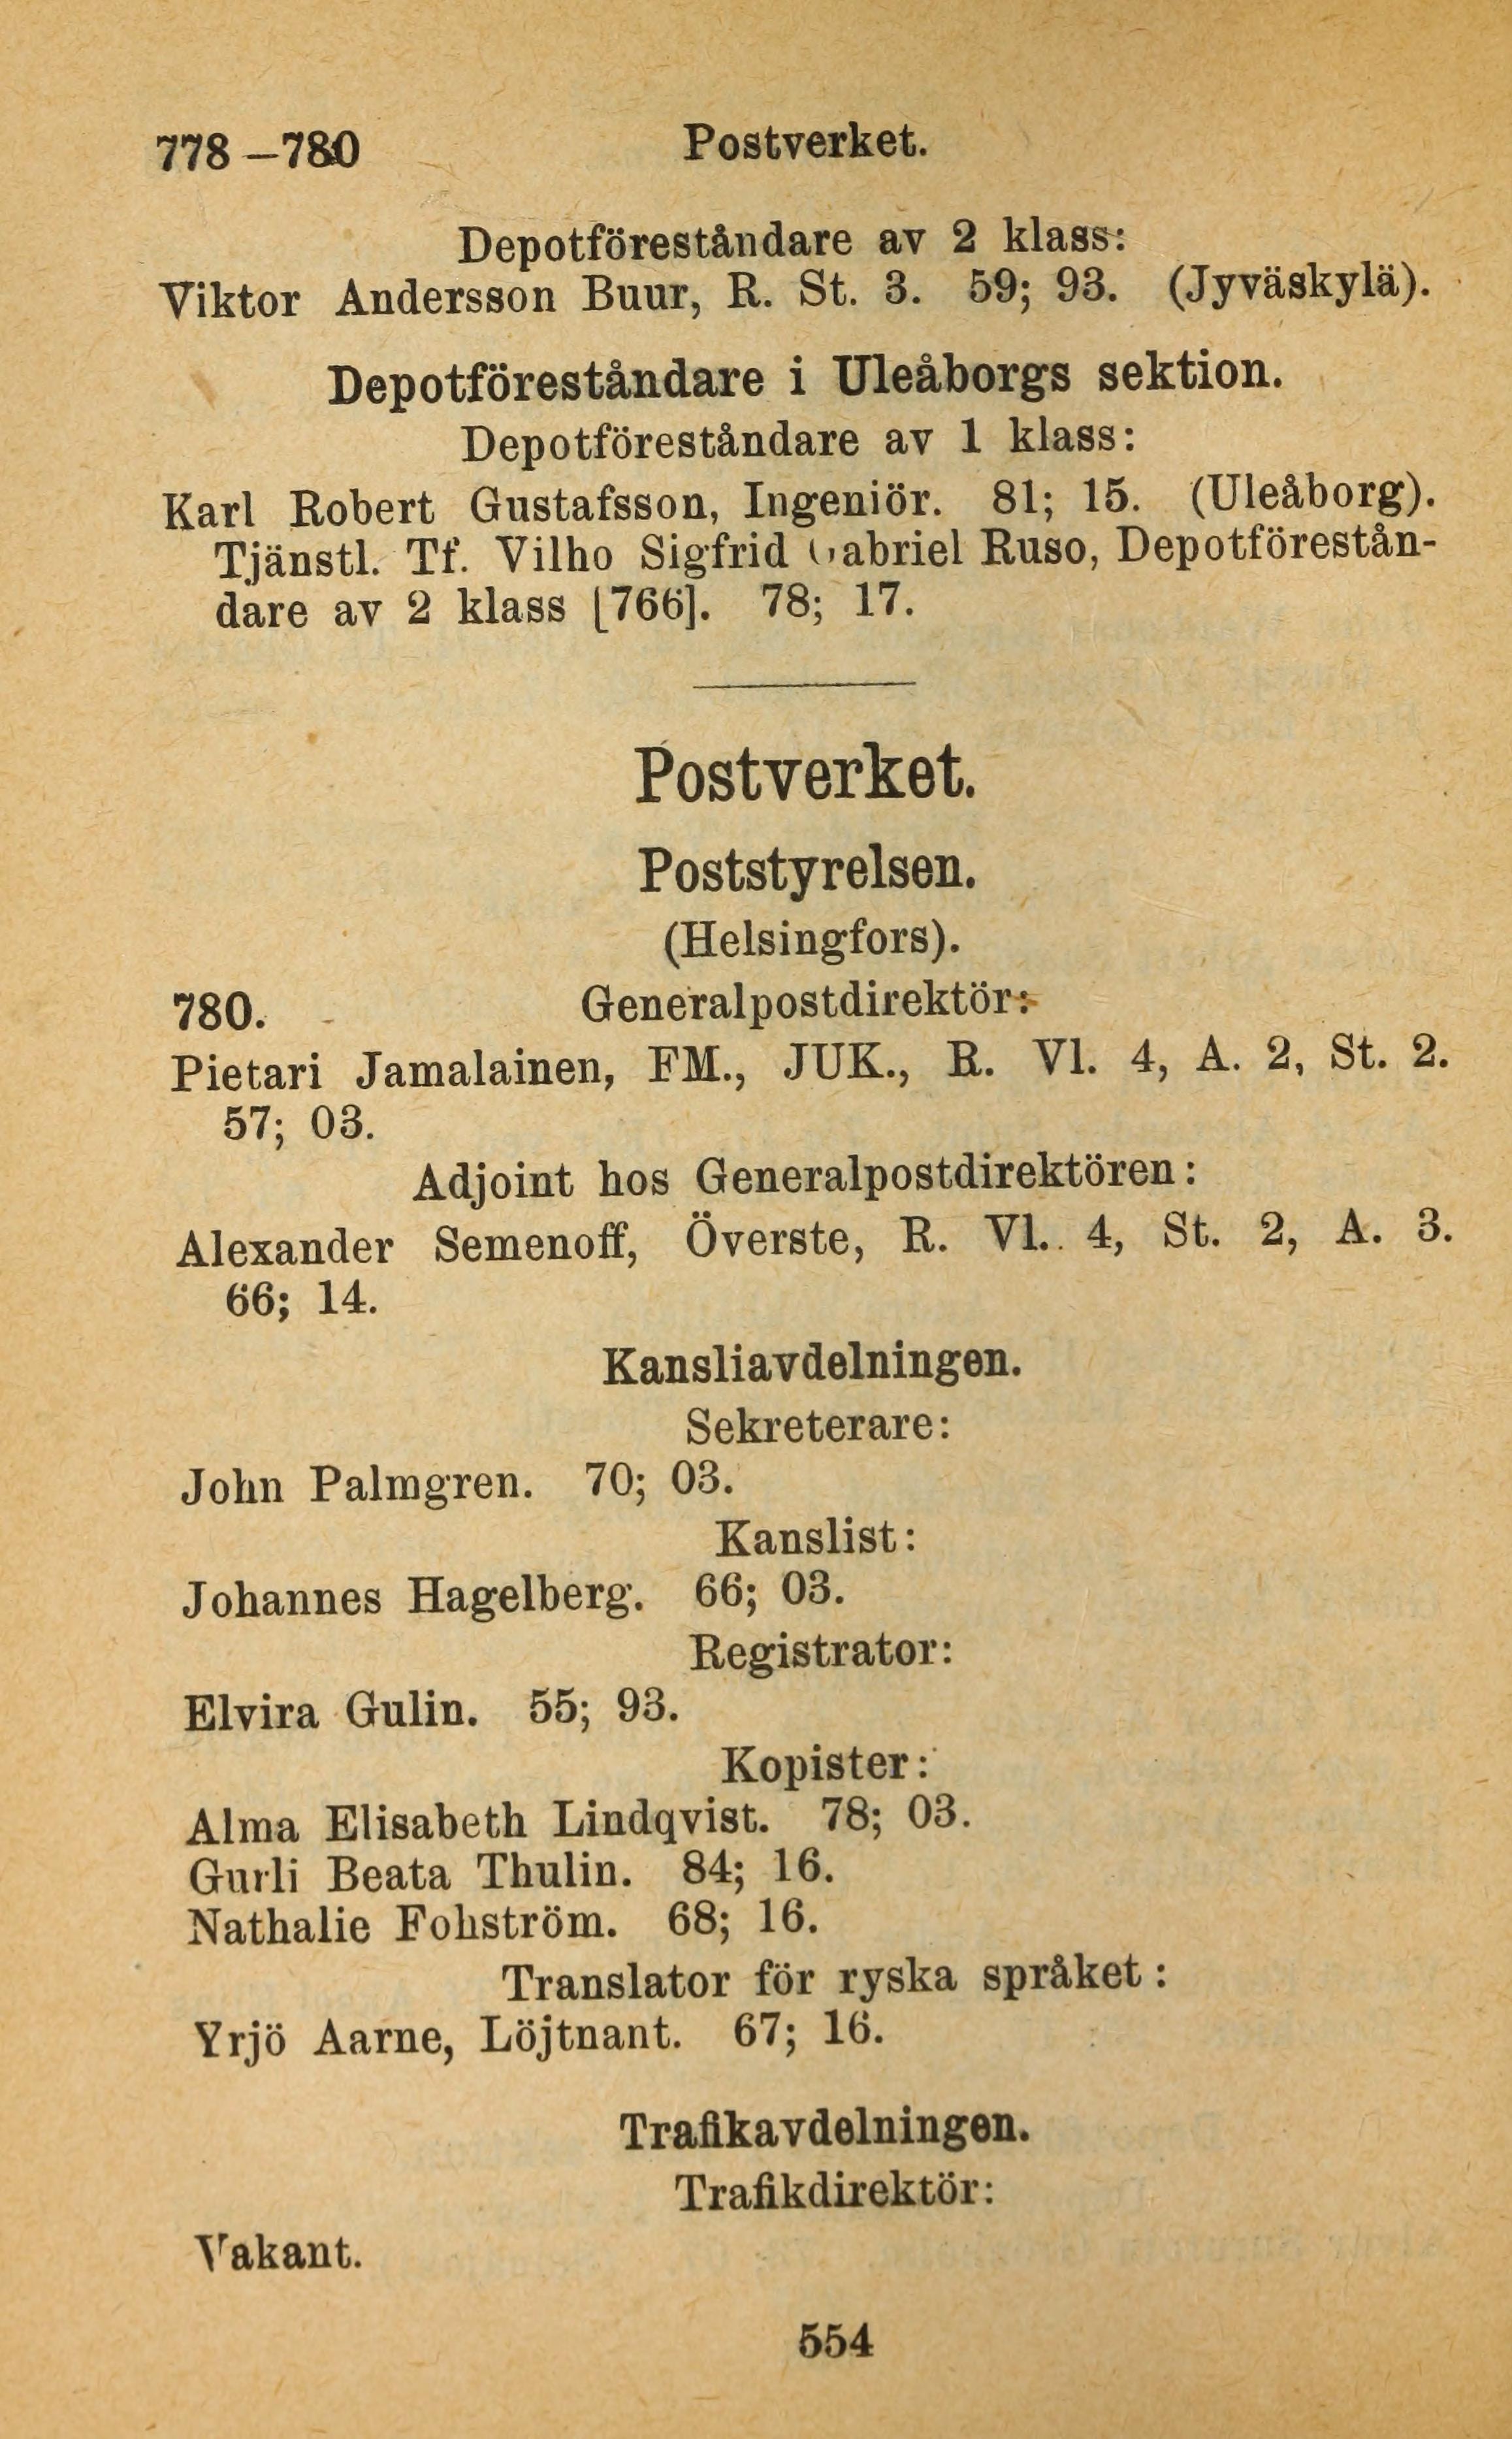 778–780 Postverket.
Depotföreståndare av 2 klass:
Viktor Andersson Buur, R. St. 3. 59; 93. (Jyväskylä).
Depotföreståndare i Uleåborgs sektion.
Depotföreståndare av 1 klass:
Karl Robert Gustafsson, Ingeniör. 81; 15. (Uleåborg).
Tjänstl. Tf. Vilho Sigfrid Gabriel Ruso, Depotförestån-
dare av 2 klass [766]. 78; 17.
Postverket.
Poststyrelsen.
(Helsingfors).
780. Generalpostdirektör:
Pietari Jamalainen, FM., JUK., R. Vl. 4, A. 2, St. 2.
57; 03.
Adjoint hos Generalpostdirektören:
Alexander Semenoff, Överste, R. Vl. 4, St. 2, A. 3.
66; 14.
Kansliavdelningen.
Sekreterare:
John Palmgren. 70; 03.
Kanslist:
Johannes Hagelberg. 66; 03.
Registrator:
Elvira Gulin. 55; 93.
Kopister:
Alma Elisabeth Lindqvist. 78; 03.
Gurli Beata Thulin. 84; 16.
Nathalie Fohström. 68; 16.
Translator för ryska språket:
Yrjö Aarne, Löjtnant. 67; 16.
Trafikavdelningen.
Trafikdirektör:
Vakant.
554